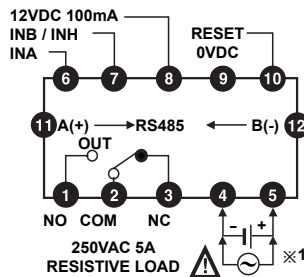 12VDC 100mA
INB / INH
INA
RESET
0VDC
6 7 8 9 10
11 A(+) RS485 B(-) 12
OUT
1 2 3 4 5
NO COM NC
- +
250VAC 5A
RESISTIVE LOAD
※1